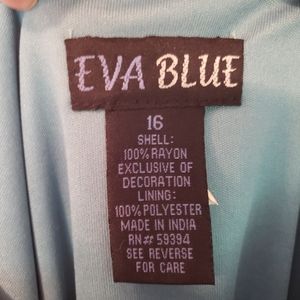 EVA BLUE
16
SHELL:
100% RAYON
EXCLUSIVE OF
DECORATION
LINING:
100% POLYESTER
MADE IN INDIA
RN# 59394
SEE REVERSE
FOR CARE